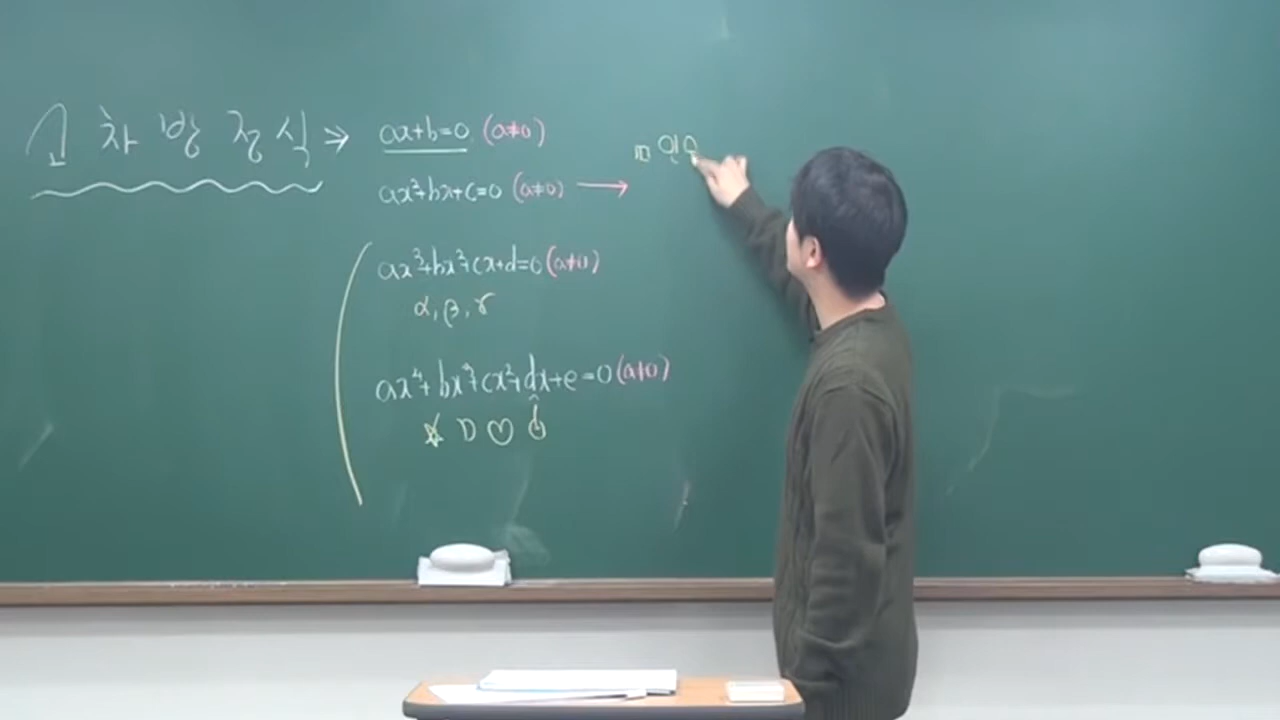 고차방정식 → ax+b=0 (a≠0)
ax²+bx+c=0 (a≠0) →
ax³+bx²+cx+d=0 (a≠0)
α, β, γ
ax⁴+bx³+cx²+dx+e=0 (a≠0)